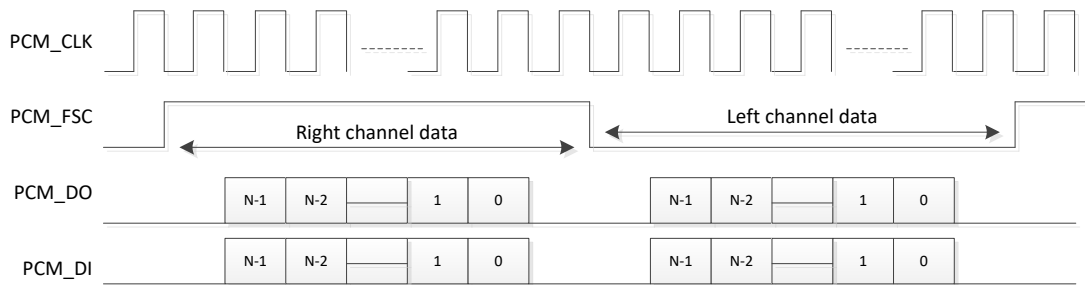 PCM_CLK
PCM_FSC
Right channel data
Left channel data
PCM_DO
N-1 N-2 1 0 N-1 N-2 1 0
PCM_DI
N-1 N-2 1 0 N-1 N-2 1 0